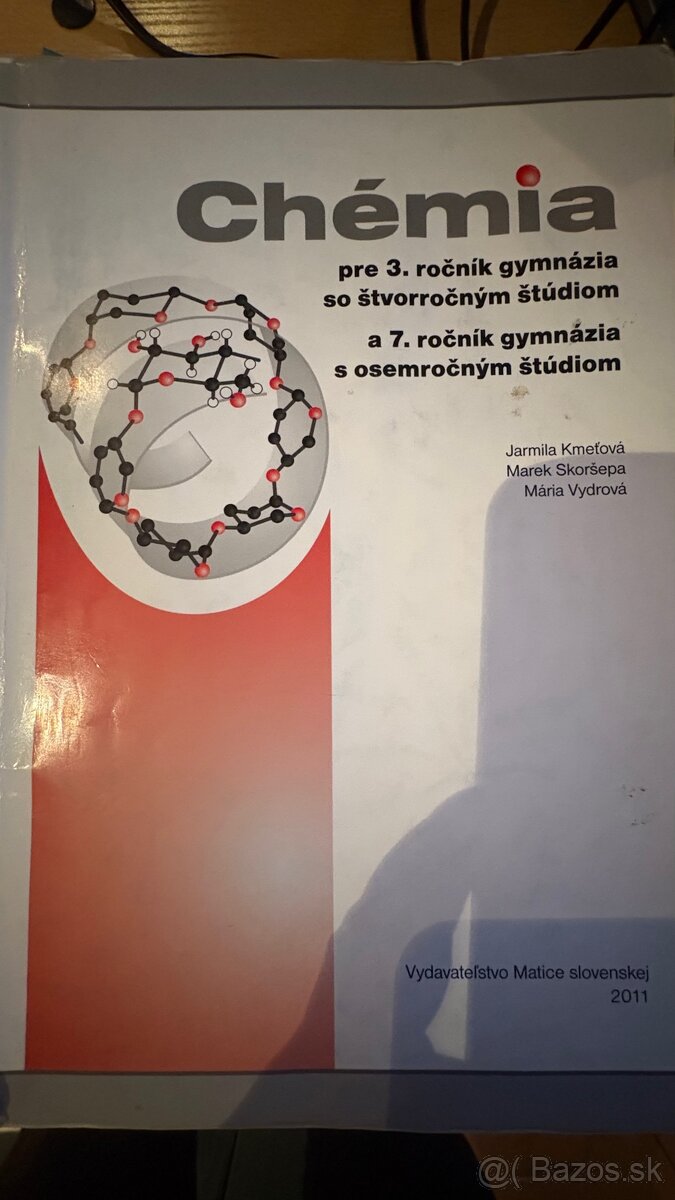 Chémia
pre 3. ročník gymnázia
so štvorročným štúdiom
a 7. ročník gymnázia
s osemročným štúdiom
Jarmila Kmeťová
Marek Skoršepa
Mária Vydrová
Vydavateľstvo Matice slovenskej
2011
@( Bazos.sk